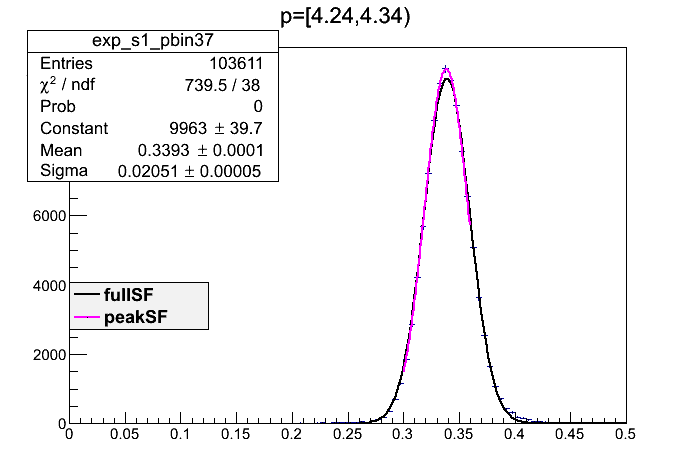 p=[4.24,4.34)
exp_s1_pbin37
Entries 103611
χ² / ndf 739.5 / 38
Prob 0
Constant 9963 ± 39.7
Mean 0.3393 ± 0.0001
Sigma 0.02051 ± 0.00005
6000
4000
fullSF
peakSF
2000
0
0 0.05 0.1 0.15 0.2 0.25 0.3 0.35 0.4 0.45 0.5